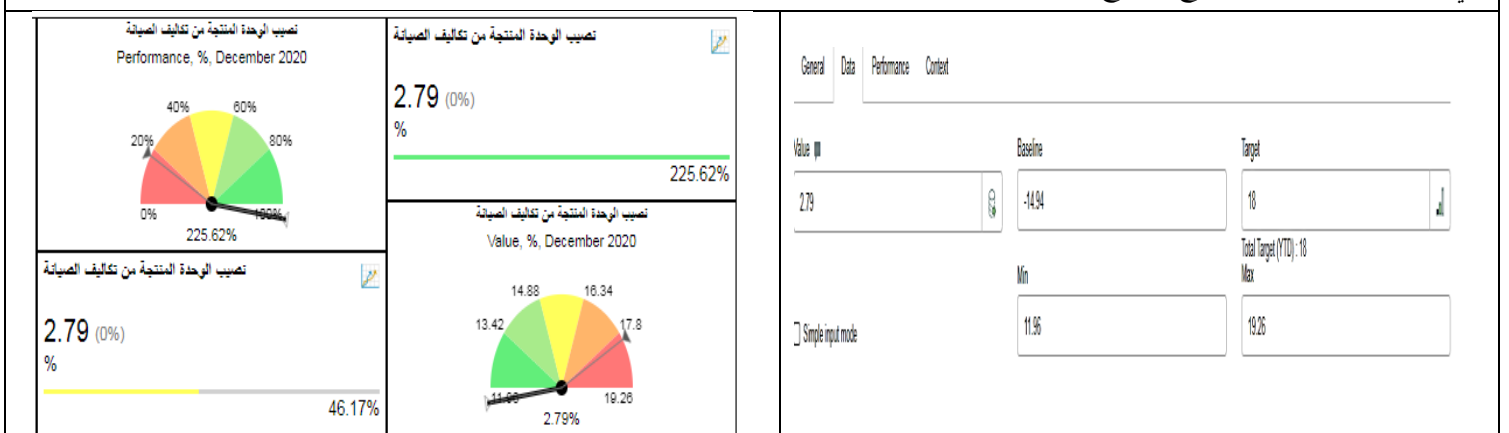 نصيب الوحدة المنتجة من تكاليف الصيانة
Performance, %, December 2020
40%
60%
20%
80%
0%
100%
225.62%
نصيب الوحدة المنتجة من تكاليف الصيانة
2.79 (0%)
%
225.62%
نصيب الوحدة المنتجة من تكاليف الصيانة
2.79 (0%)
%
46.17%
نصيب الوحدة المنتجة من تكاليف الصيانة
Value, %, December 2020
14.88
16.34
13.42
17.8
11.96
19.26
2.79%
General
Data
Performance
Context
Value
Baseline
Target
2.79
-14.94
18
Total Target (YTD) : 18
Min
Max
Simple input mode
11.96
19.26